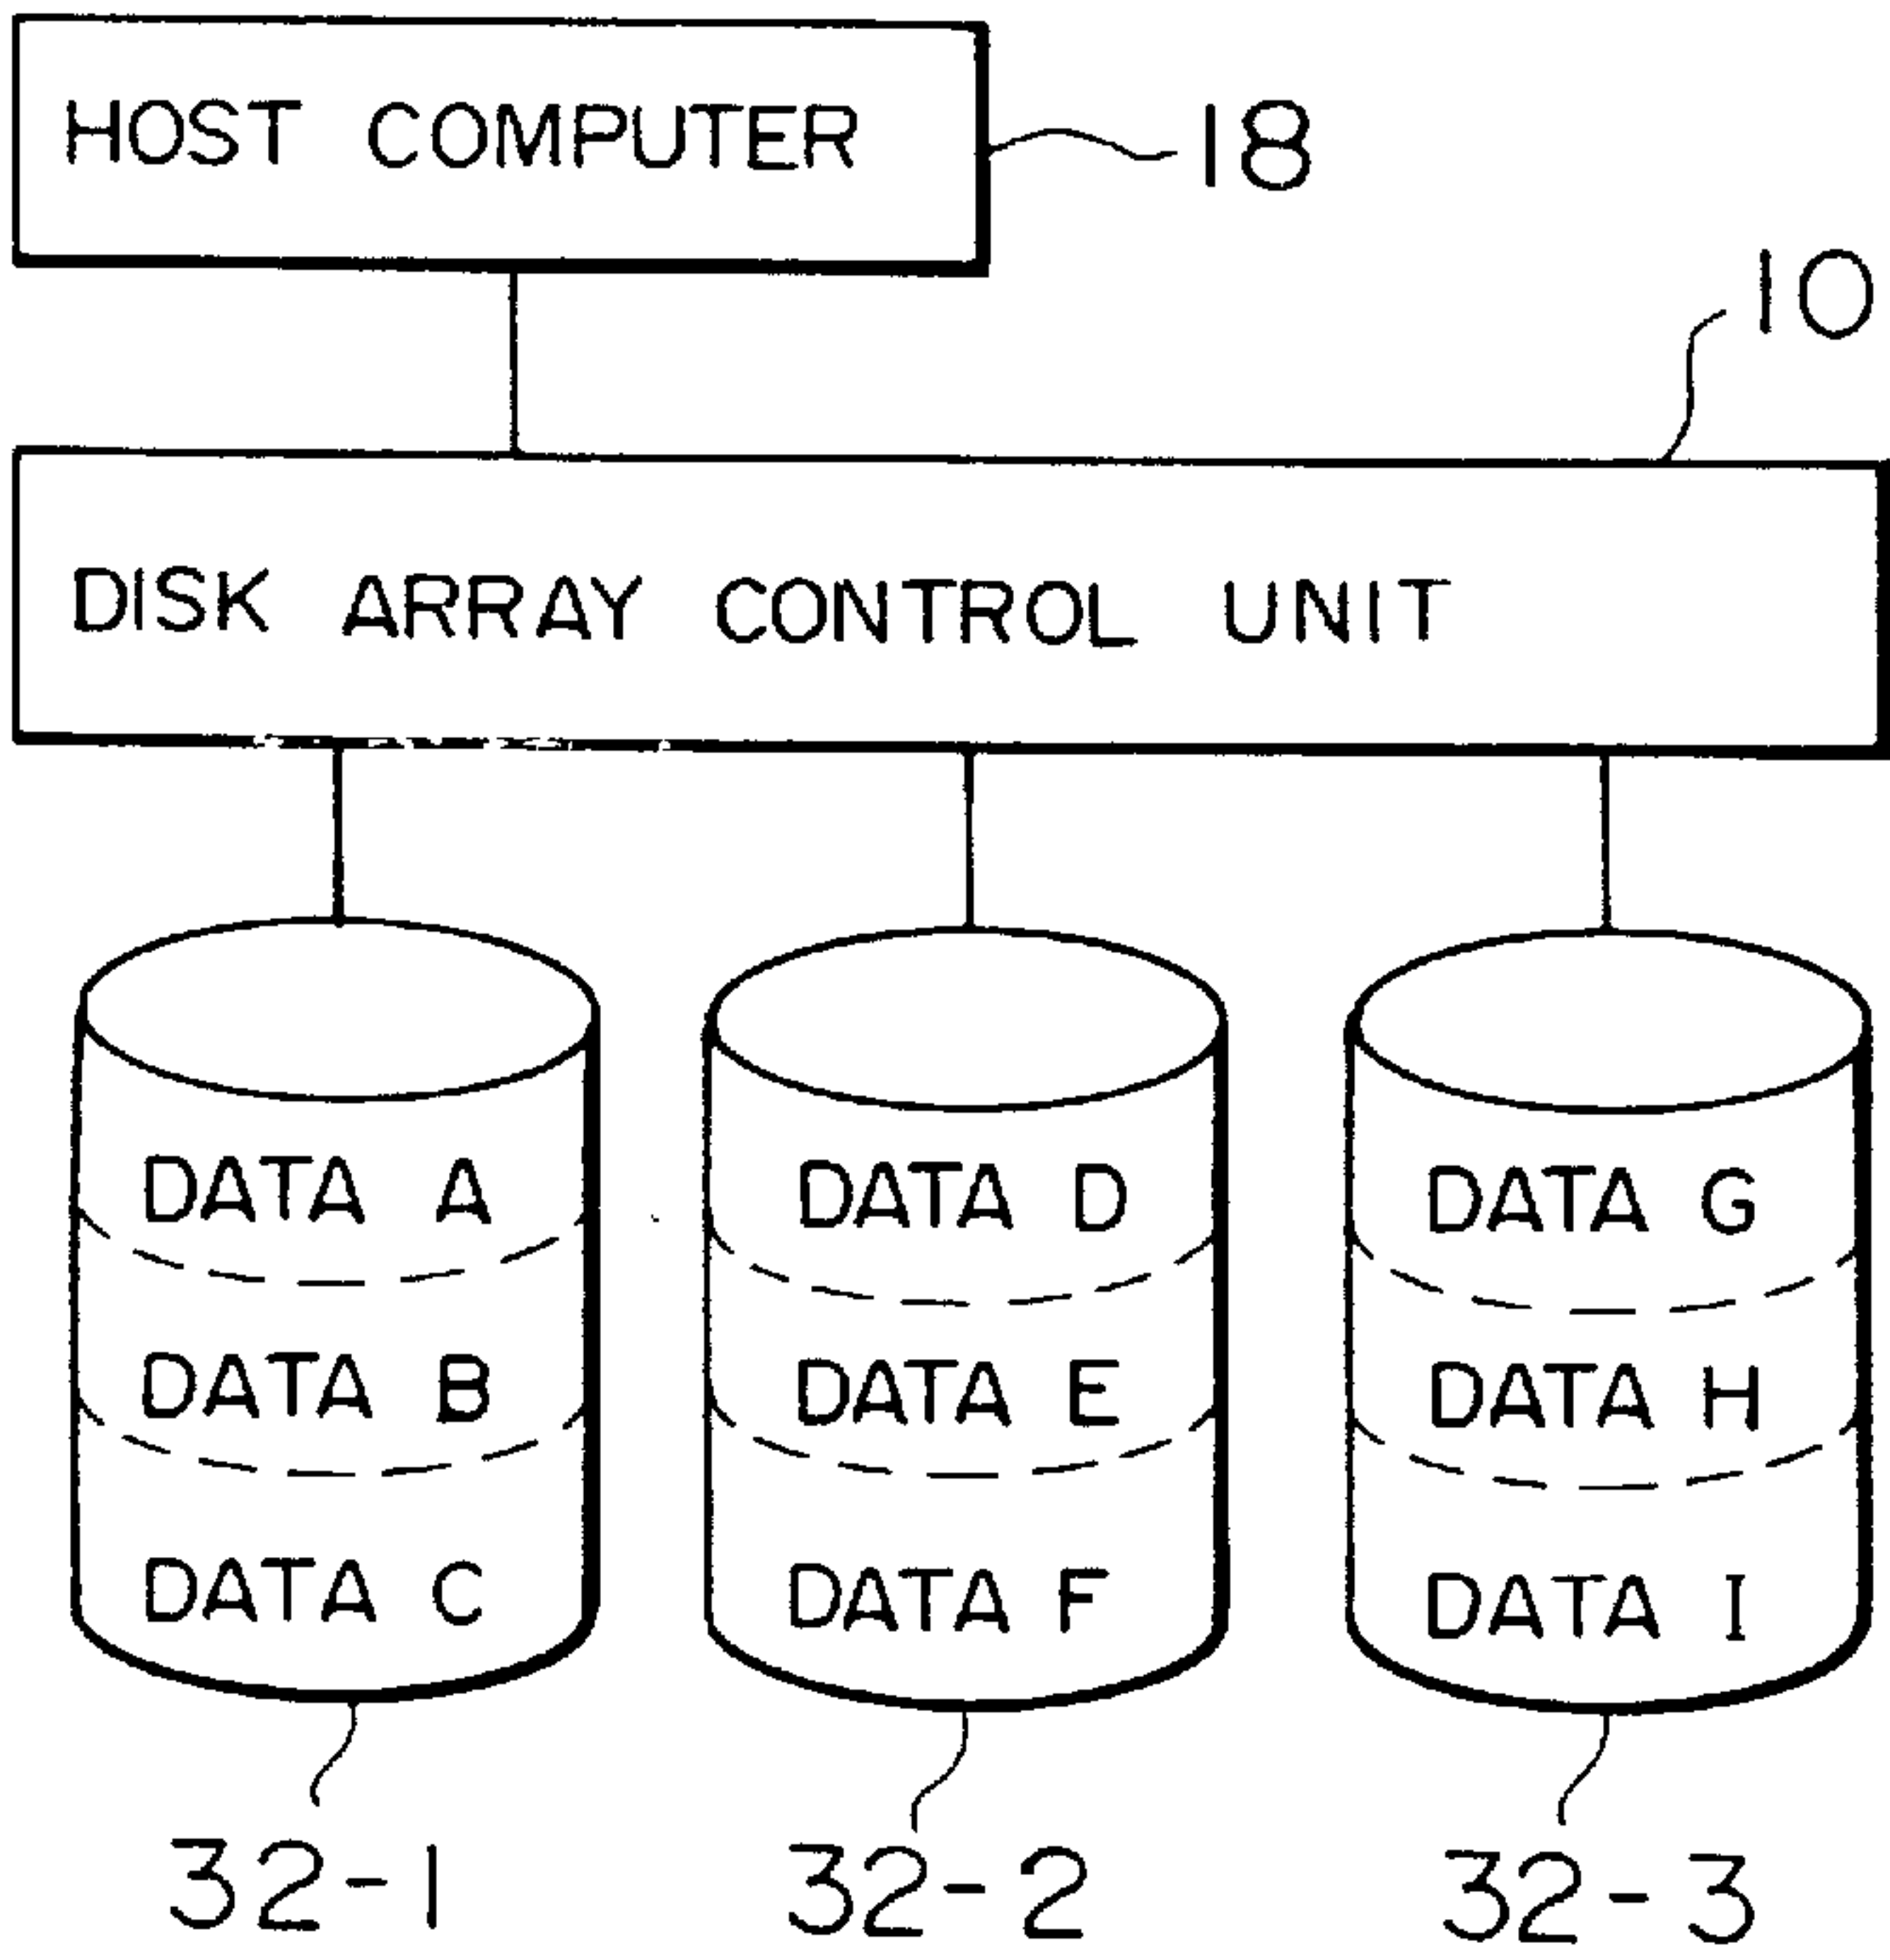 HOST COMPUTER
18
10
DISK ARRAY CONTROL UNIT
DATA A
DATA B
DATA C
DATA D
DATA E
DATA F
DATA G
DATA H
DATA I
32-1
32-2
32-3